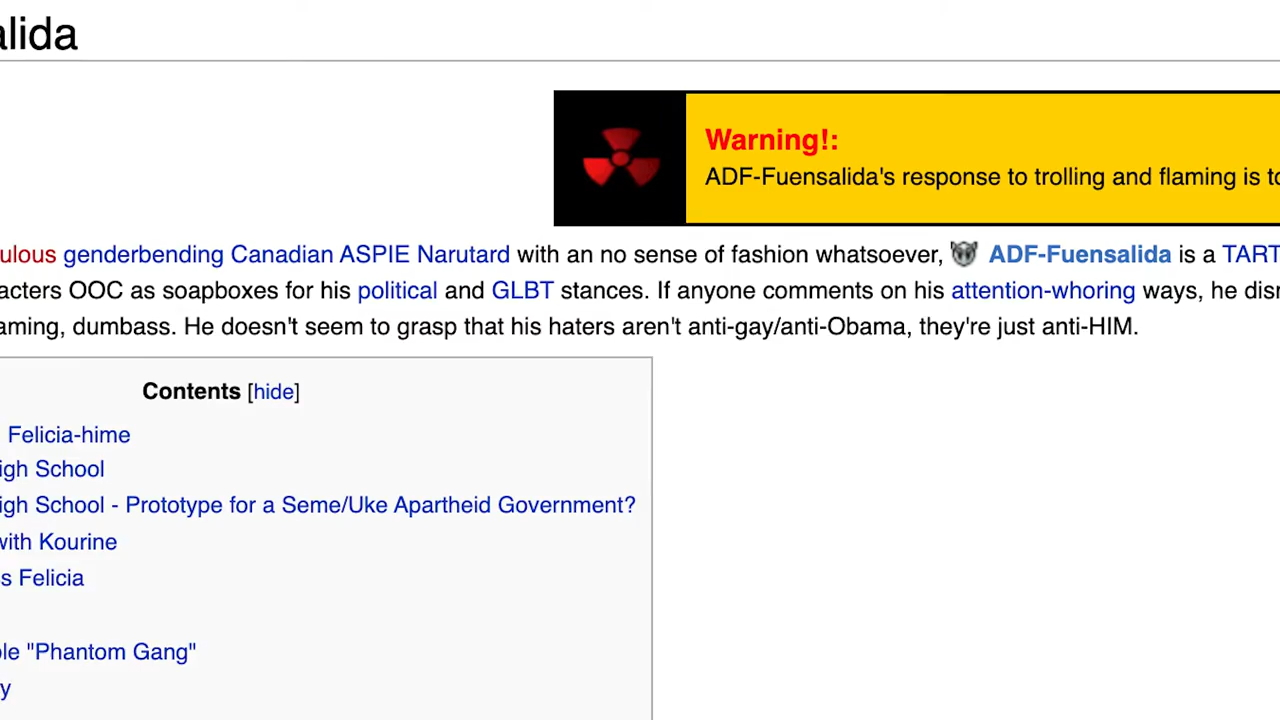 alida
Warning!:
ADF-Fuensalida's response to trolling and flaming is to
ulous genderbending Canadian ASPIE Narutard with an no sense of fashion whatsoever, ADF-Fuensalida is a TART
acters OOC as soapboxes for his political and GLBT stances. If anyone comments on his attention-whoring ways, he dis
aming, dumbass. He doesn't seem to grasp that his haters aren't anti-gay/anti-Obama, they're just anti-HIM.
Contents [hide]
Felicia-hime
igh School
igh School - Prototype for a Seme/Uke Apartheid Government?
with Kourine
s Felicia
ole "Phantom Gang"
y